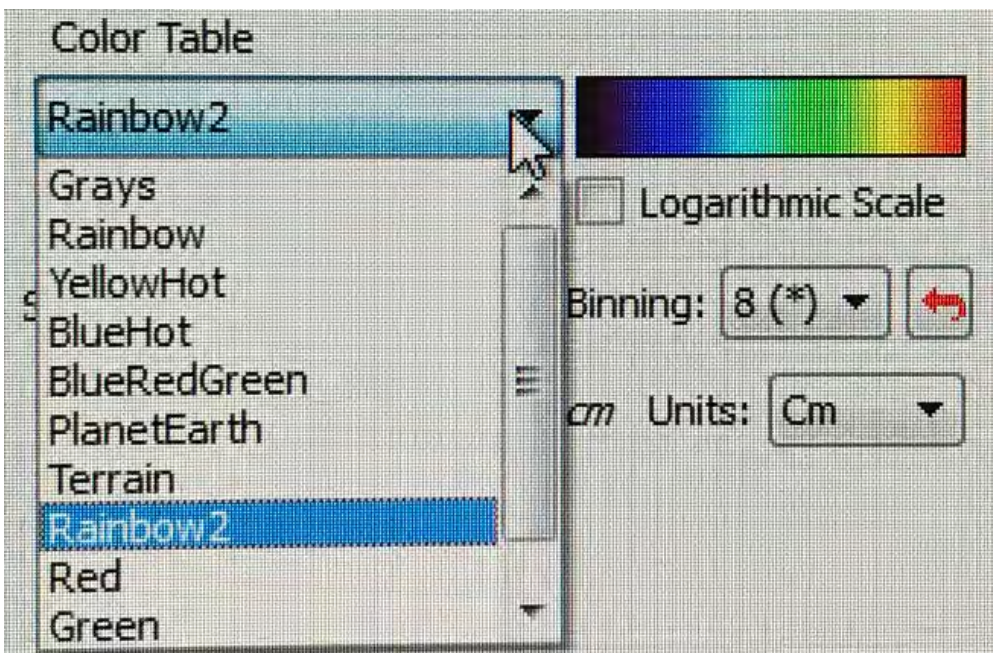 Color Table
Rainbow2
Grays
Rainbow
YellowHot
BlueHot
BlueRedGreen
PlanetEarth
Terrain
Rainbow2
Red
Green
Logarithmic Scale
Binning: 8 (*)
cm Units: Cm